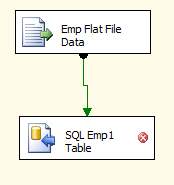 Emp Flat File
Data
SQL Emp1
Table